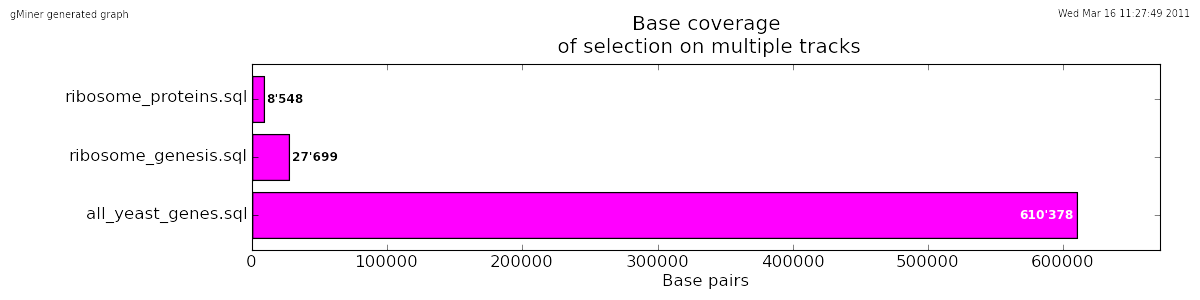 gMiner generated graph
Wed Mar 16 11:27:49 2011
Base coverage
of selection on multiple tracks
ribosome_proteins.sql
8'548
ribosome_genesis.sql
27'699
all_yeast_genes.sql
610'378
0 100000 200000 300000 400000 500000 600000
Base pairs